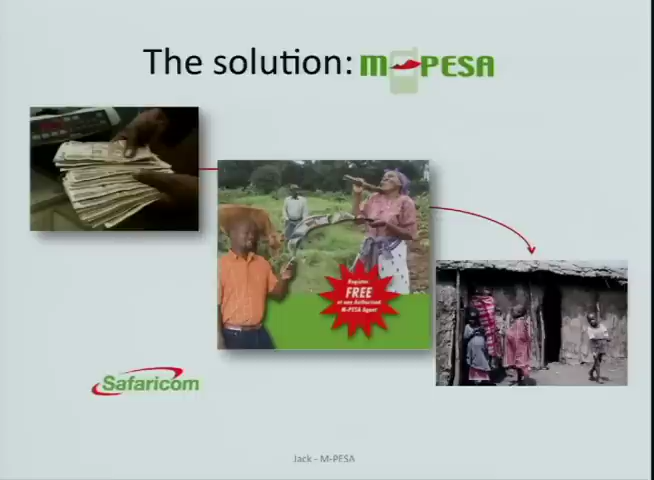 The solution: M-PESA
Register
FREE
at any Authorised
M-PESA Agent
Safaricom
Jack - M-PESA